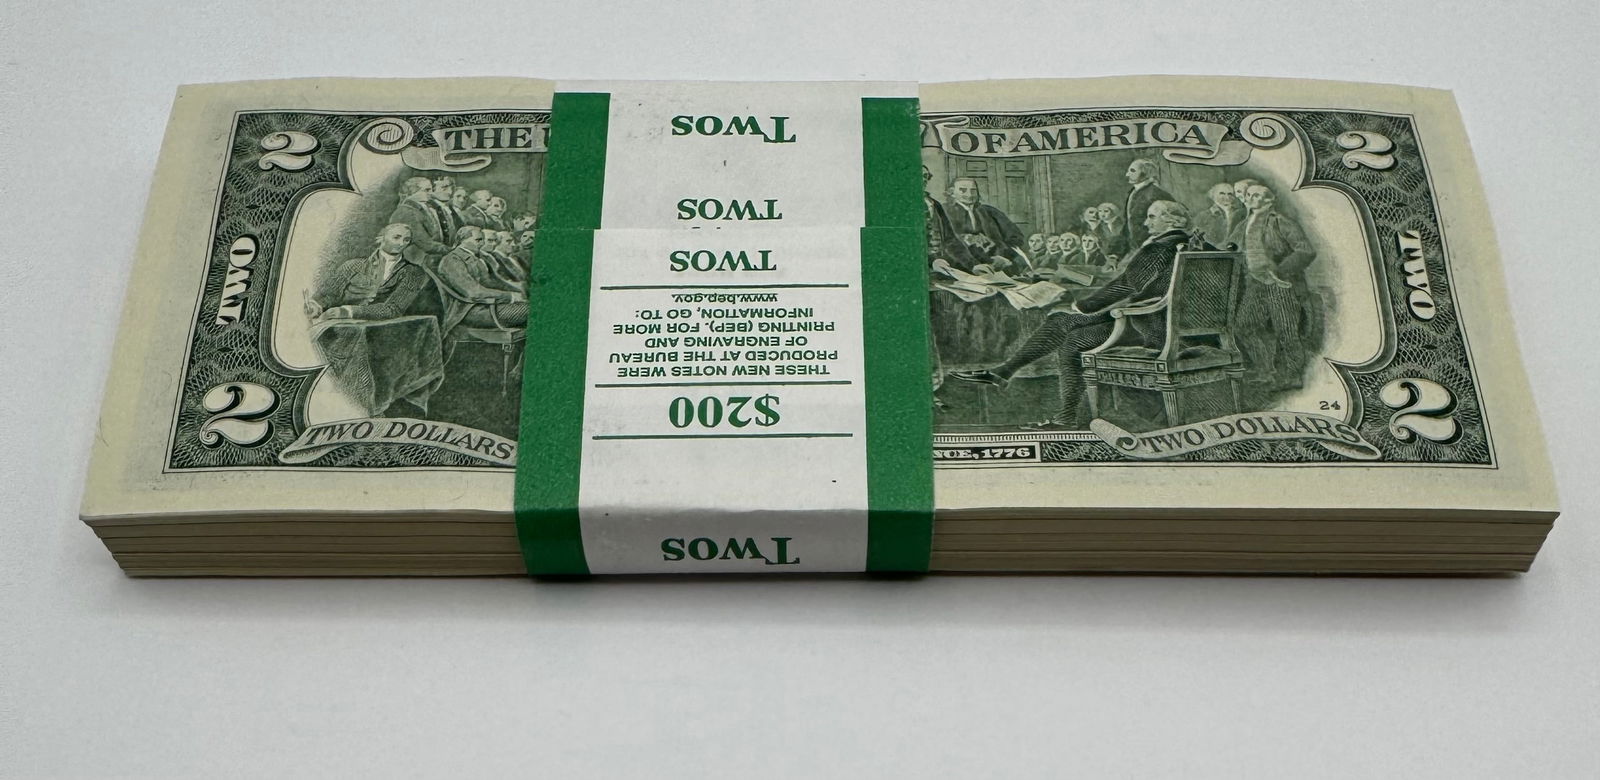 2
THE
OF AMERICA
2
TWO
TWO
2
TWO DOLLARS
CE, 1776
24
TWO DOLLARS
2
TWOS
$200
THESE NEW NOTES WERE
PRODUCED AT THE BUREAU
OF ENGRAVING AND
PRINTING (BEP). FOR MORE
INFORMATION, GO TO:
www.bep.gov.
TWOS
TWOS
TWOS